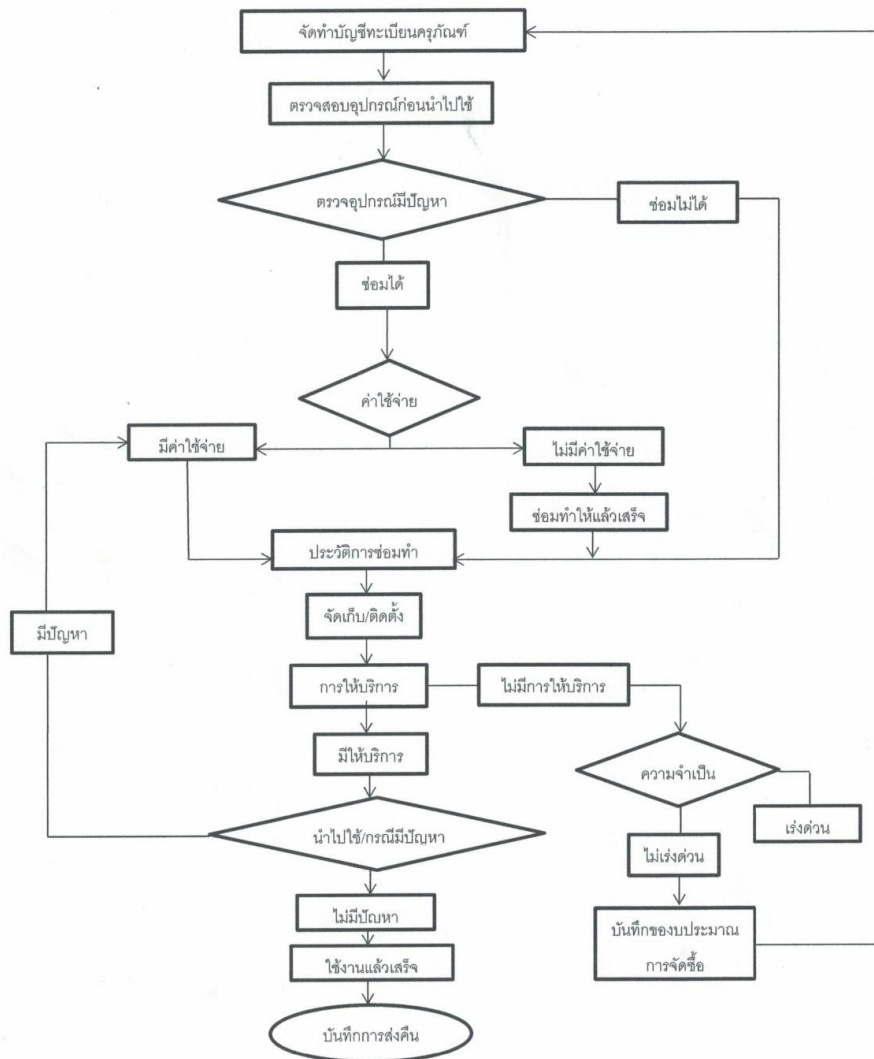 จัดทำบัญชีทะเบียนครุภัณฑ์
ตรวจสอบอุปกรณ์ก่อนนำไปใช้
ตรวจอุปกรณ์มีปัญหา
ซ่อมไม่ได้
ซ่อมได้
ค่าใช้จ่าย
มีค่าใช้จ่าย
ไม่มีค่าใช้จ่าย
ซ่อมทำให้แล้วเสร็จ
ประวัติการซ่อมทำ
จัดเก็บ/ติดตั้ง
มีปัญหา
การให้บริการ
ไม่มีการให้บริการ
มีให้บริการ
ความจำเป็น
นำไปใช้/กรณีมีปัญหา
เร่งด่วน
ไม่เร่งด่วน
ไม่มีปัญหา
บันทึกของบประมาณ
การจัดซื้อ
ใช้งานแล้วเสร็จ
บันทึกการส่งคืน